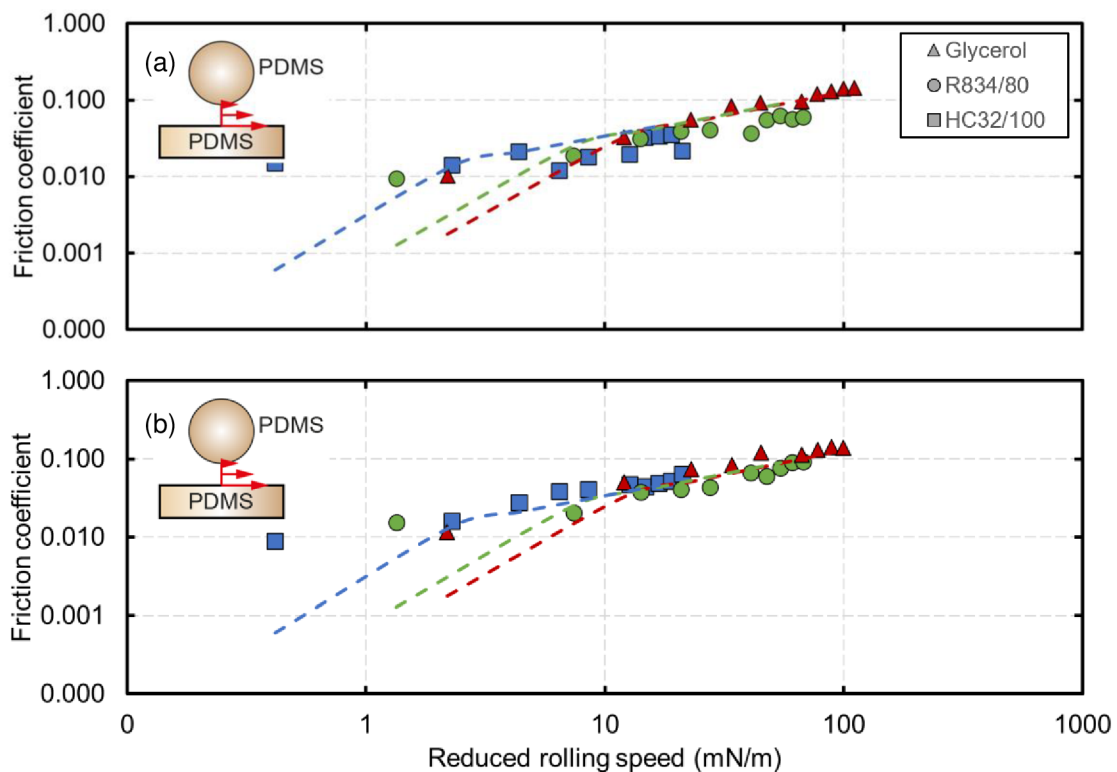 1.000
(a)
PDMS
Glycerol
R834/80
HC32/100
0.100
PDMS
0.010
0.001
0.000
Friction coefficient
1.000
(b)
PDMS
0.100
PDMS
0.010
0.001
0.000
Friction coefficient
0 1 10 100 1000
Reduced rolling speed (mN/m)